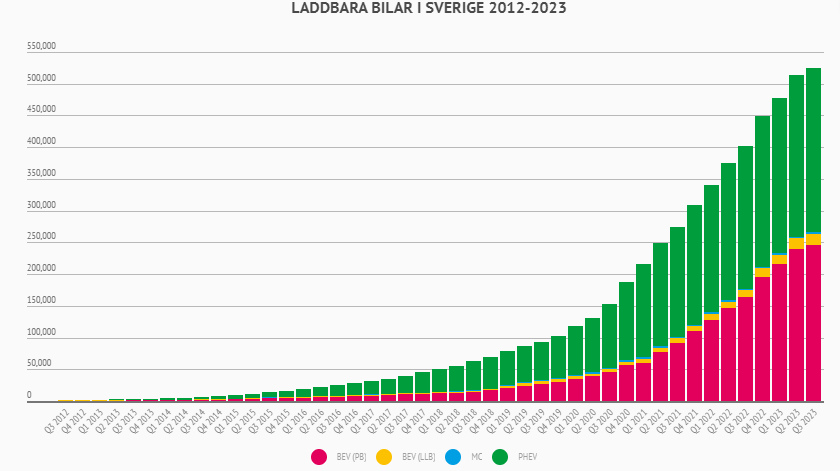 LADDBARA BILAR I SVERIGE 2012-2023
550,000
500,000
450,000
400,000
350,000
300,000
250,000
200,000
150,000
100,000
50,000
0
Q3 2012
Q4 2012
Q1 2013
Q2 2013
Q3 2013
Q4 2013
Q1 2014
Q2 2014
Q3 2014
Q4 2014
Q1 2015
Q2 2015
Q3 2015
Q4 2015
Q1 2016
Q2 2016
Q3 2016
Q4 2016
Q1 2017
Q2 2017
Q3 2017
Q4 2017
Q1 2018
Q2 2018
Q3 2018
Q4 2018
Q1 2019
Q2 2019
Q3 2019
Q4 2019
Q1 2020
Q2 2020
Q3 2020
Q4 2020
Q1 2021
Q2 2021
Q3 2021
Q4 2021
Q1 2022
Q2 2022
Q3 2022
Q4 2022
Q1 2023
Q2 2023
Q3 2023
BEV (PB) BEV (LLB) MC PHEV